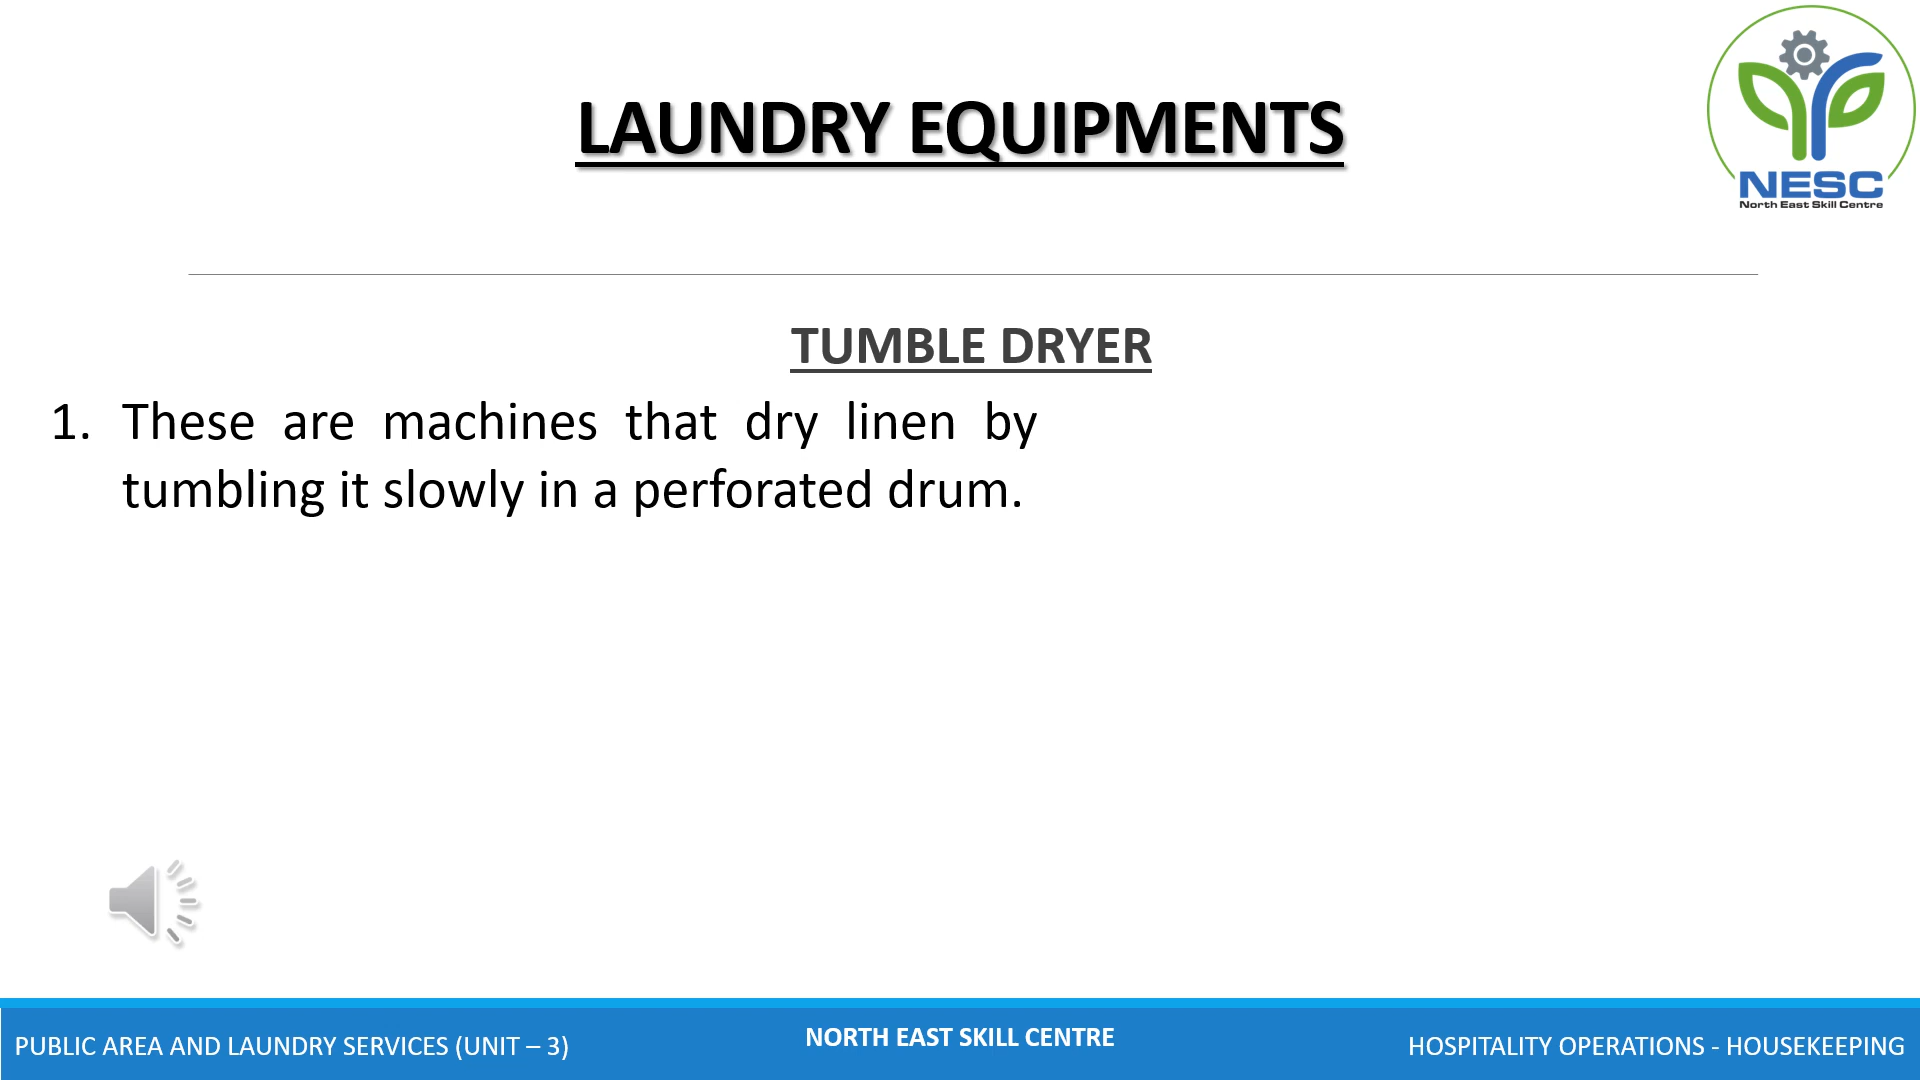 LAUNDRY EQUIPMENTS
NESC
North East Skill Centre
TUMBLE DRYER
1. These are machines that dry linen by
tumbling it slowly in a perforated drum.
PUBLIC AREA AND LAUNDRY SERVICES (UNIT – 3)
NORTH EAST SKILL CENTRE
HOSPITALITY OPERATIONS - HOUSEKEEPING